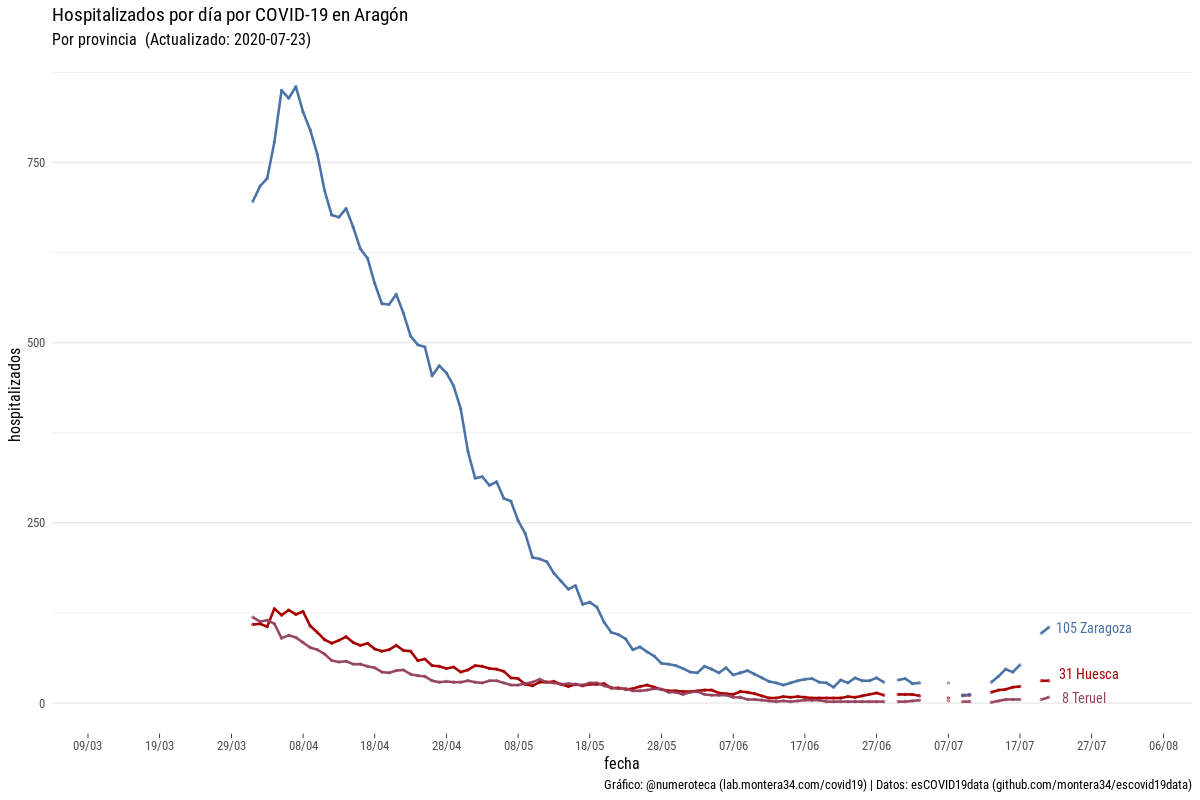 Hospitalizados por día por COVID-19 en Aragón
Por provincia  (Actualizado: 2020-07-23)
hospitalizados
750
500
250
0
105 Zaragoza
31 Huesca
8 Teruel
09/03 19/03 29/03 08/04 18/04 28/04 08/05 18/05 28/05 07/06 17/06 27/06 07/07 17/07 27/07 06/08
fecha
Gráfico: @numeroteca (lab.montera34.com/covid19) | Datos: esCOVID19data (github.com/montera34/escovid19data)